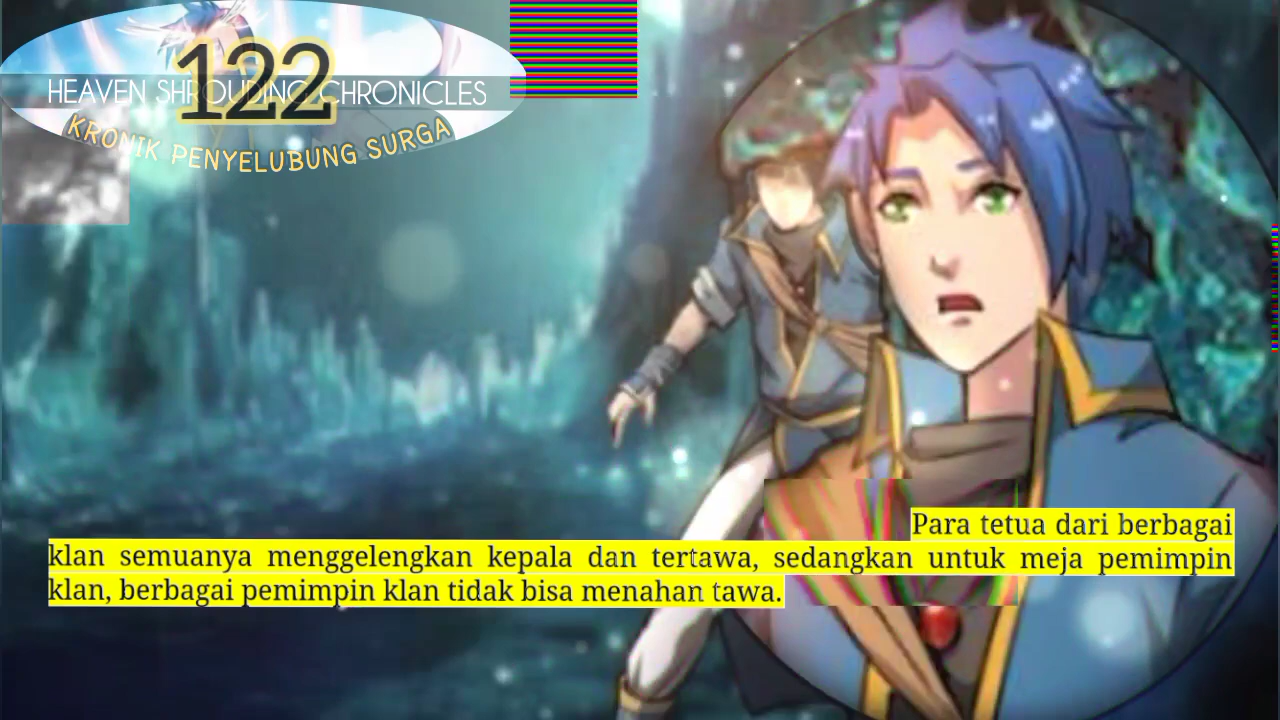 122
HEAVEN SHROUDING CHRONICLES
KRONIK PENYELUBUNG SURGA
Para tetua dari berbagai
klan semuanya menggelengkan kepala dan tertawa, sedangkan untuk meja pemimpin
klan, berbagai pemimpin klan tidak bisa menahan tawa.